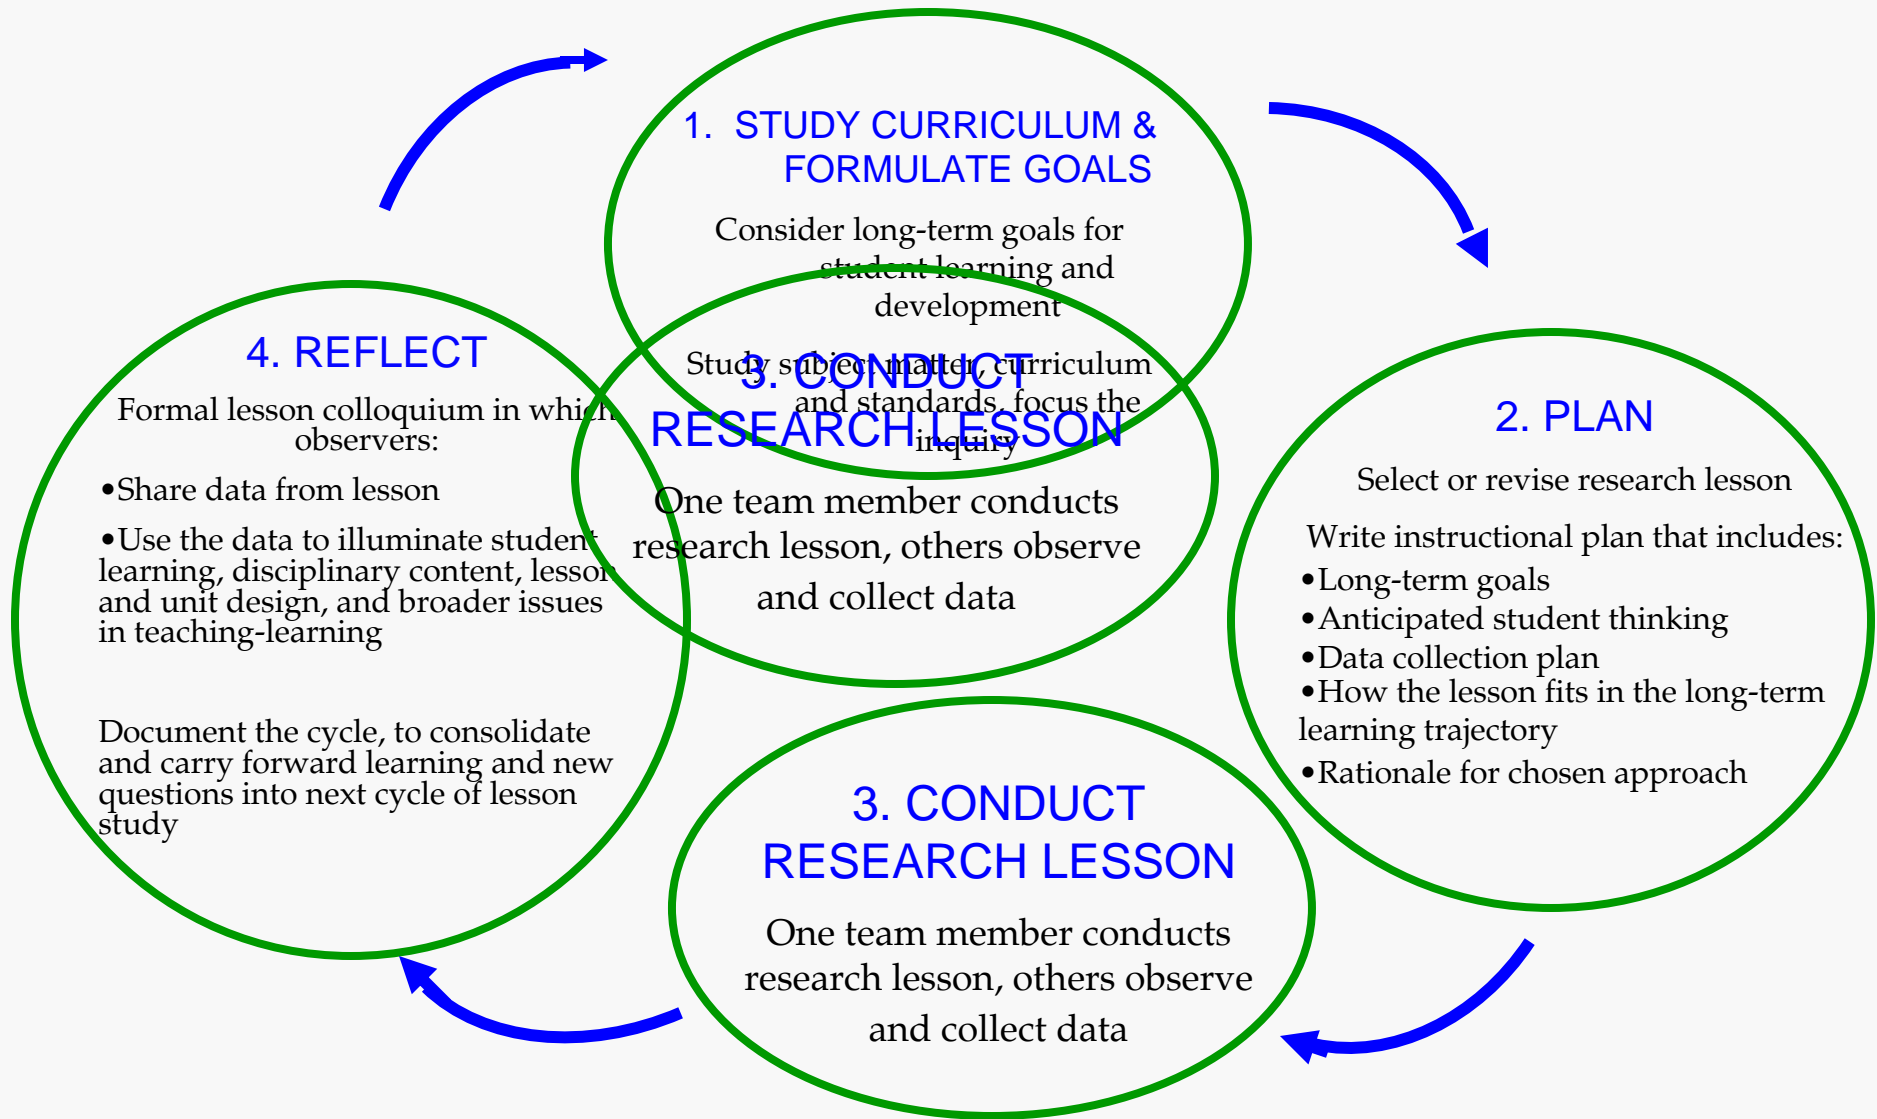 1. STUDY CURRICULUM &
FORMULATE GOALS
Consider long-term goals for
student learning and
development
Study subject matter, curriculum
and standards, focus the
inquiry
3. CONDUCT
RESEARCH LESSON
One team member conducts
research lesson, others observe
and collect data
2. PLAN
Select or revise research lesson
Write instructional plan that includes:
•Long-term goals
•Anticipated student thinking
•Data collection plan
•How the lesson fits in the long-term
learning trajectory
•Rationale for chosen approach
3. CONDUCT
RESEARCH LESSON
One team member conducts
research lesson, others observe
and collect data
4. REFLECT
Formal lesson colloquium in which
observers:
•Share data from lesson
•Use the data to illuminate student
learning, disciplinary content, lesson
and unit design, and broader issues
in teaching-learning
Document the cycle, to consolidate
and carry forward learning and new
questions into next cycle of lesson
study